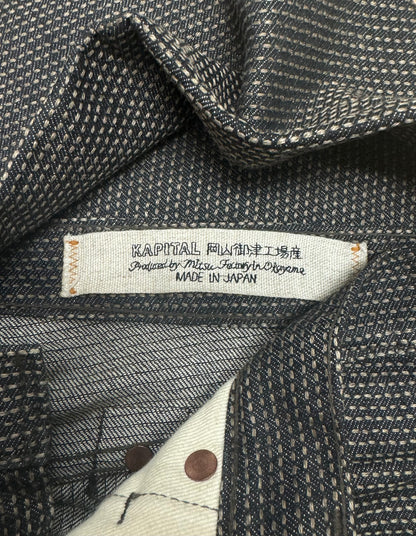 KAPITAL 岡山御津工場産
Produced by Mitsu Factory in Okayama
MADE IN JAPAN